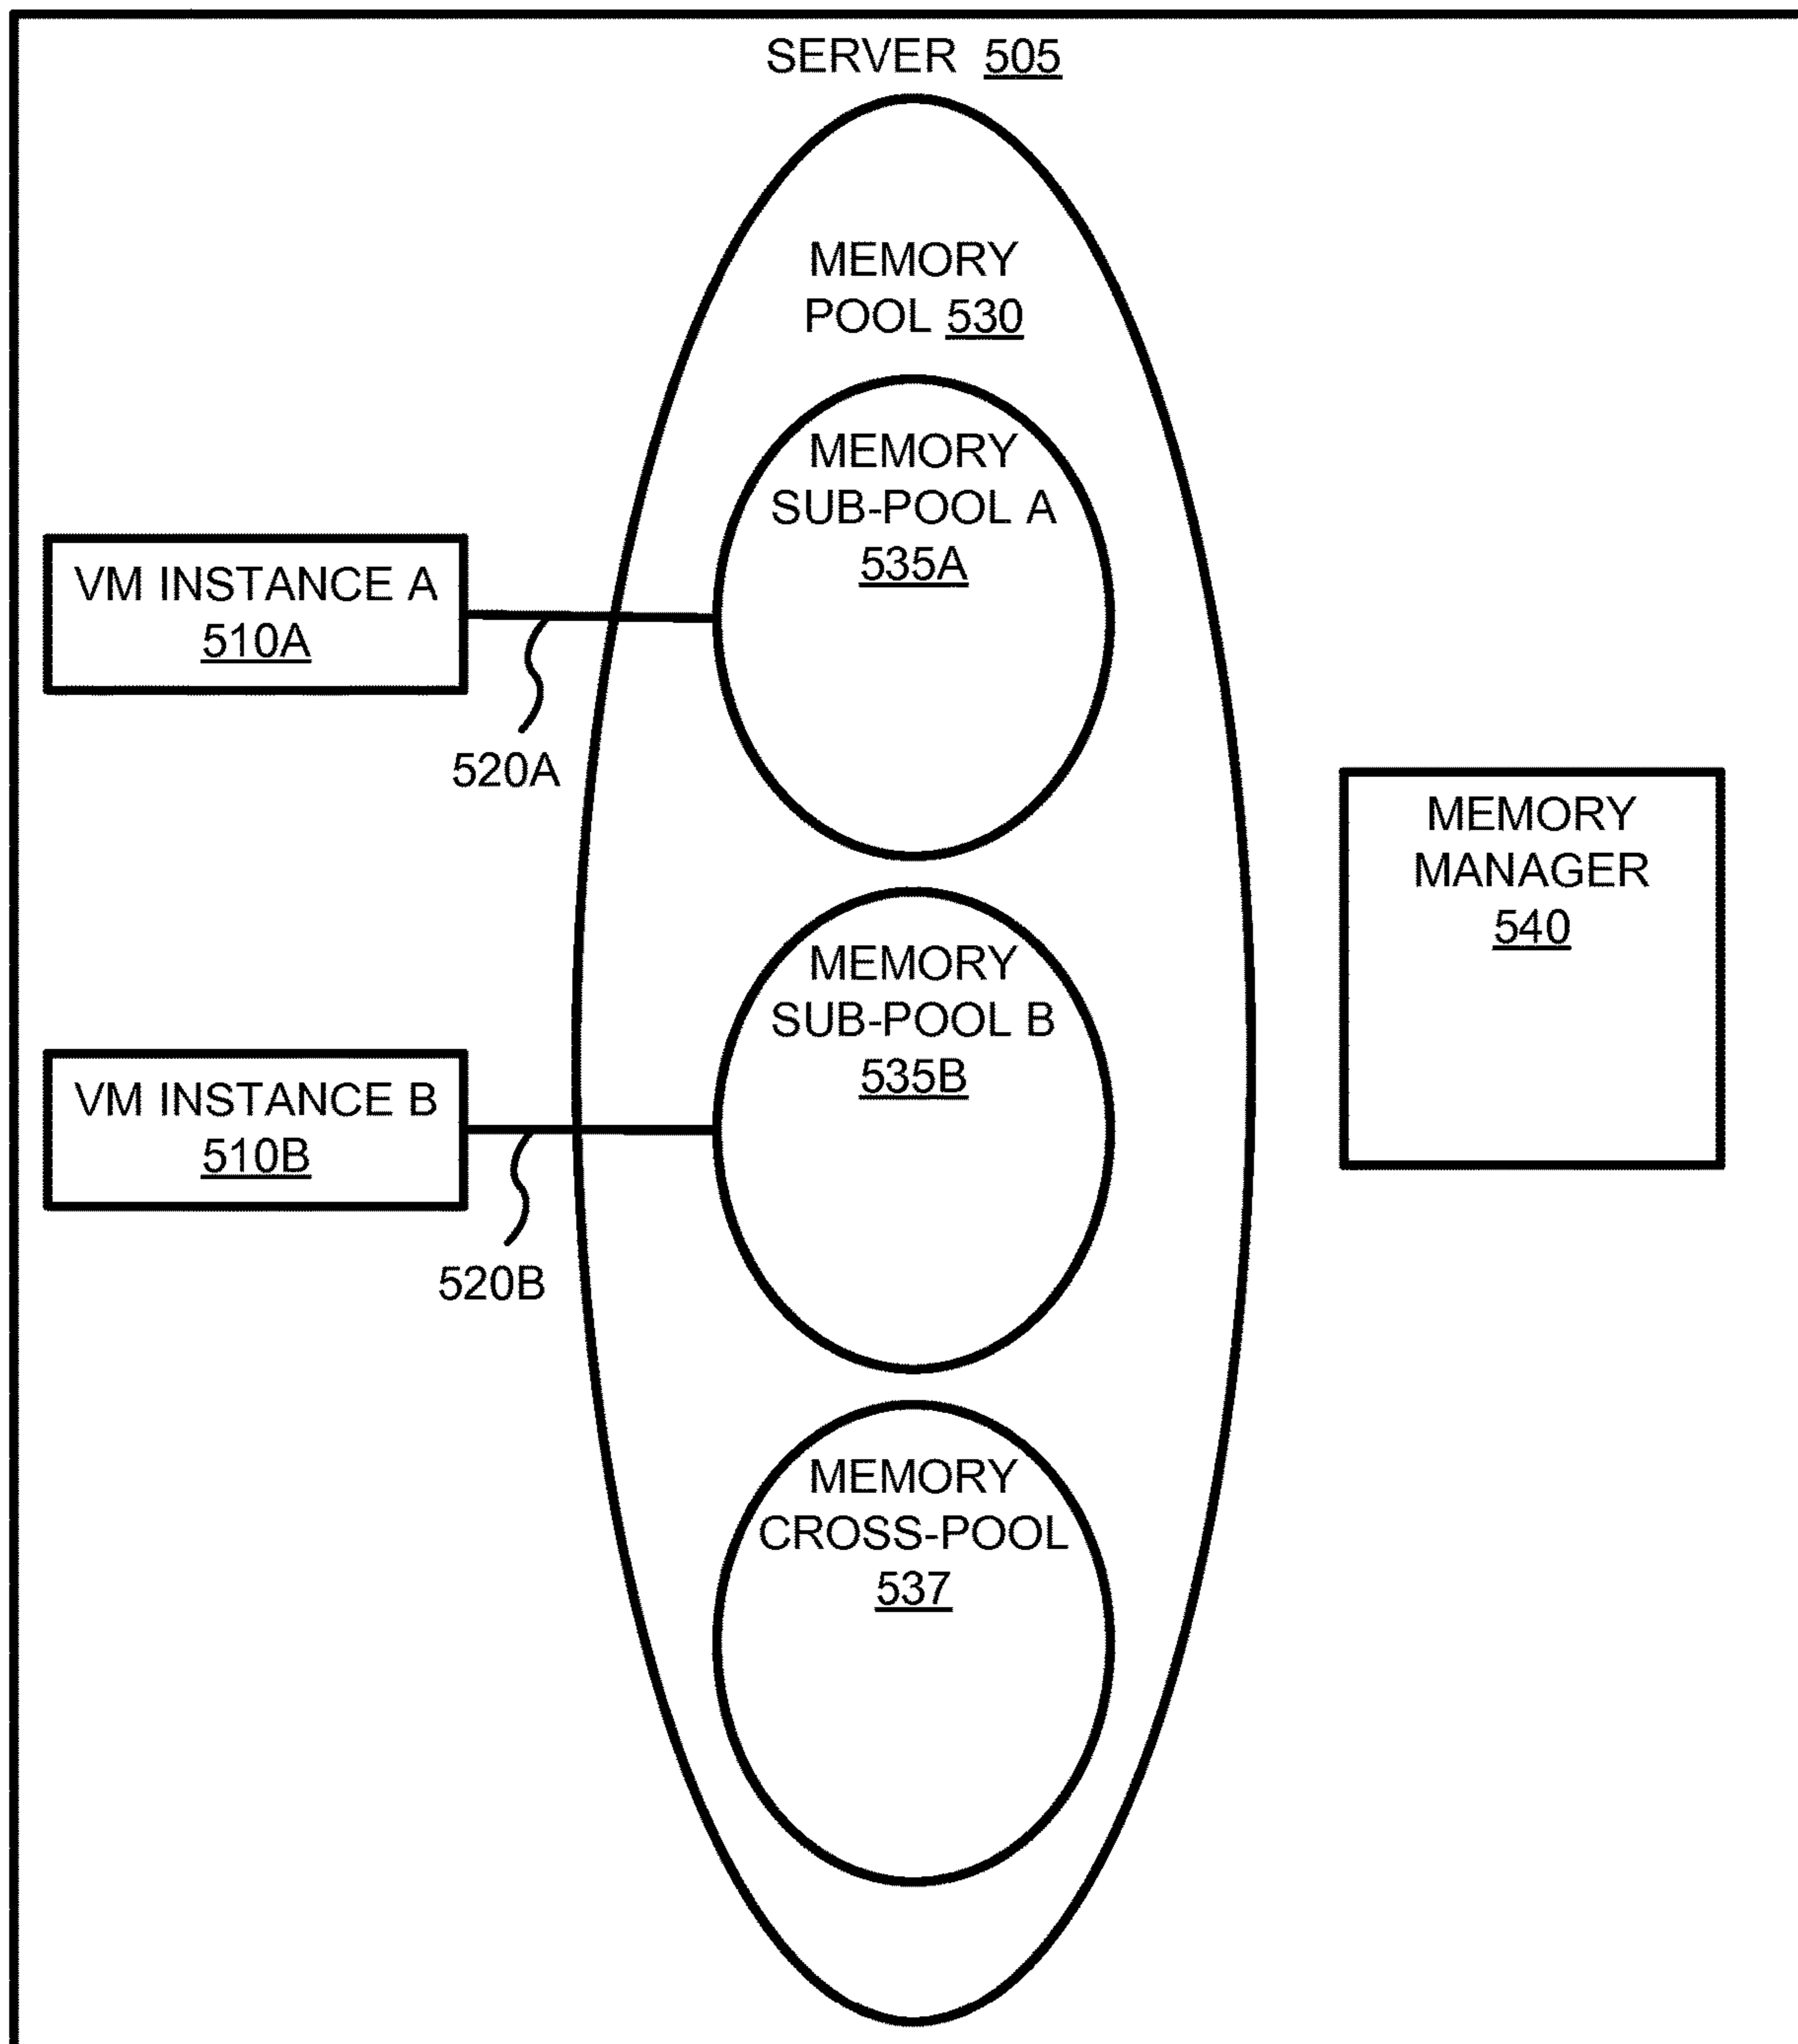 SERVER 505
MEMORY
POOL 530
MEMORY
SUB-POOL A
535A
VM INSTANCE A
510A
520A
MEMORY
MANAGER
540
MEMORY
SUB-POOL B
535B
VM INSTANCE B
510B
520B
MEMORY
CROSS-POOL
537